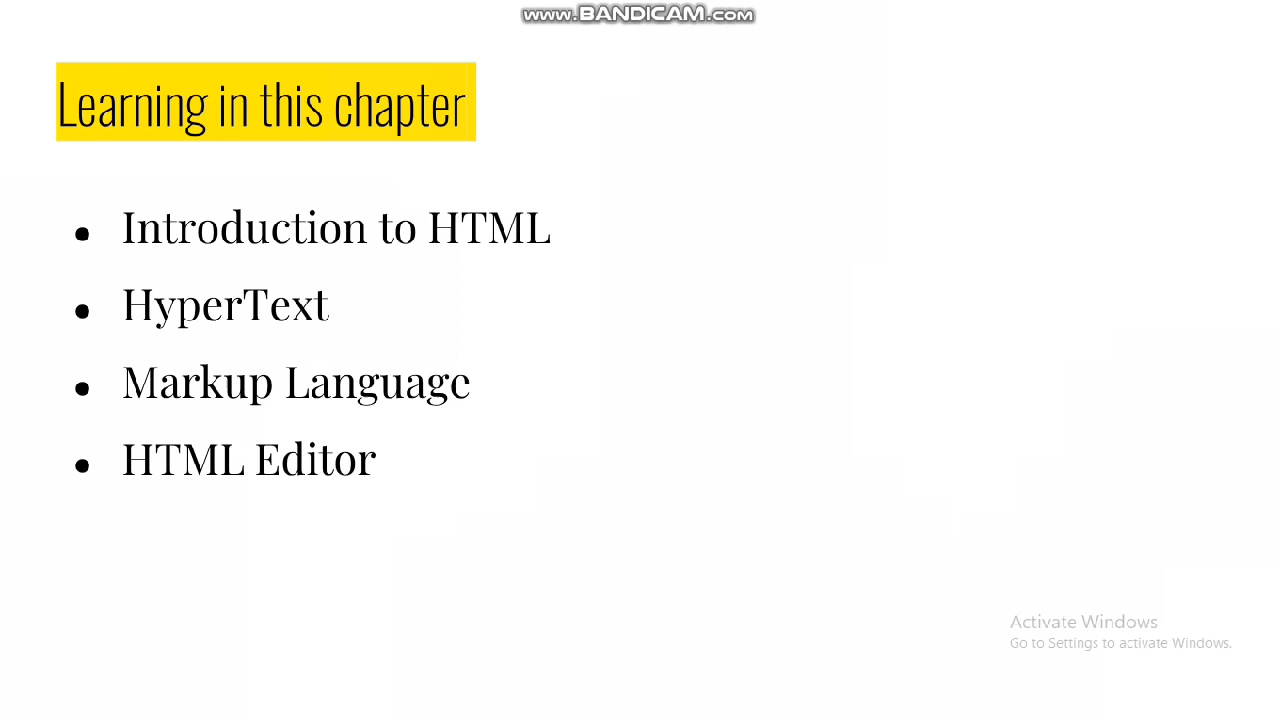 www.BANDICAM.com
Learning in this chapter
• Introduction to HTML
• HyperText
• Markup Language
• HTML Editor
Activate Windows
Go to Settings to activate Windows.